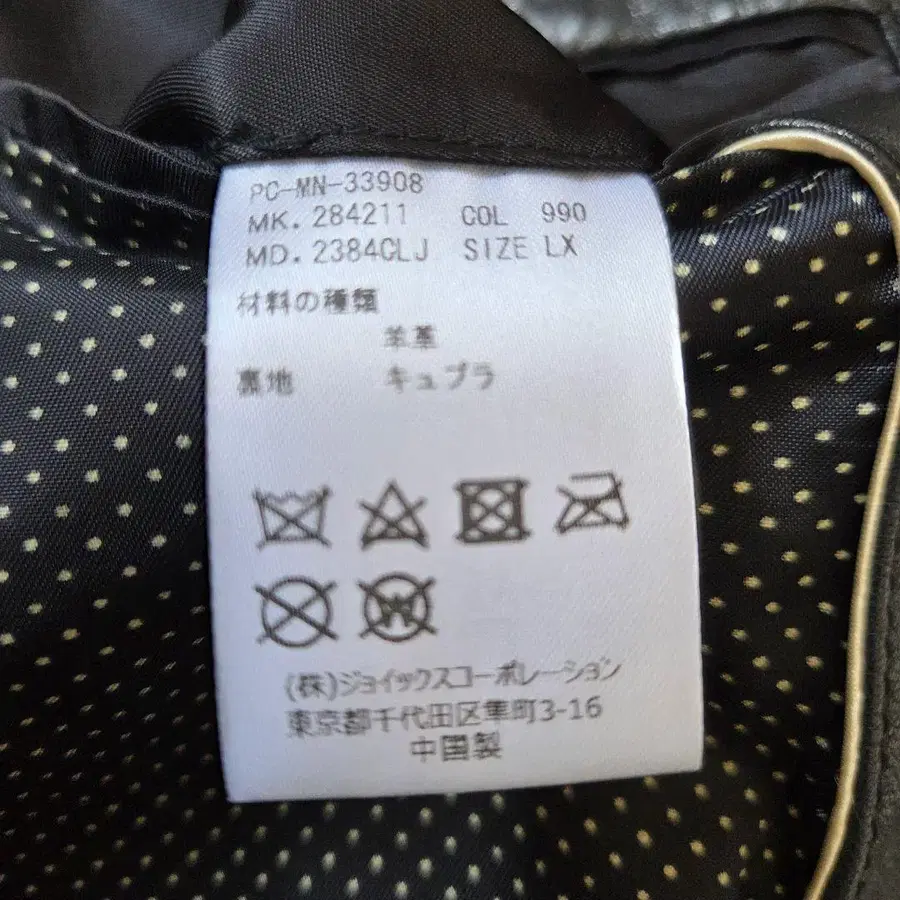 PC-MN-33908
MK. 284211 COL 990
MD. 2384CLJ SIZE LX
材料の種類
羊革
裏地 キュプラ
W
(株)ジョイックスコーポレーション
東京都千代田区隼町3-16
中国製